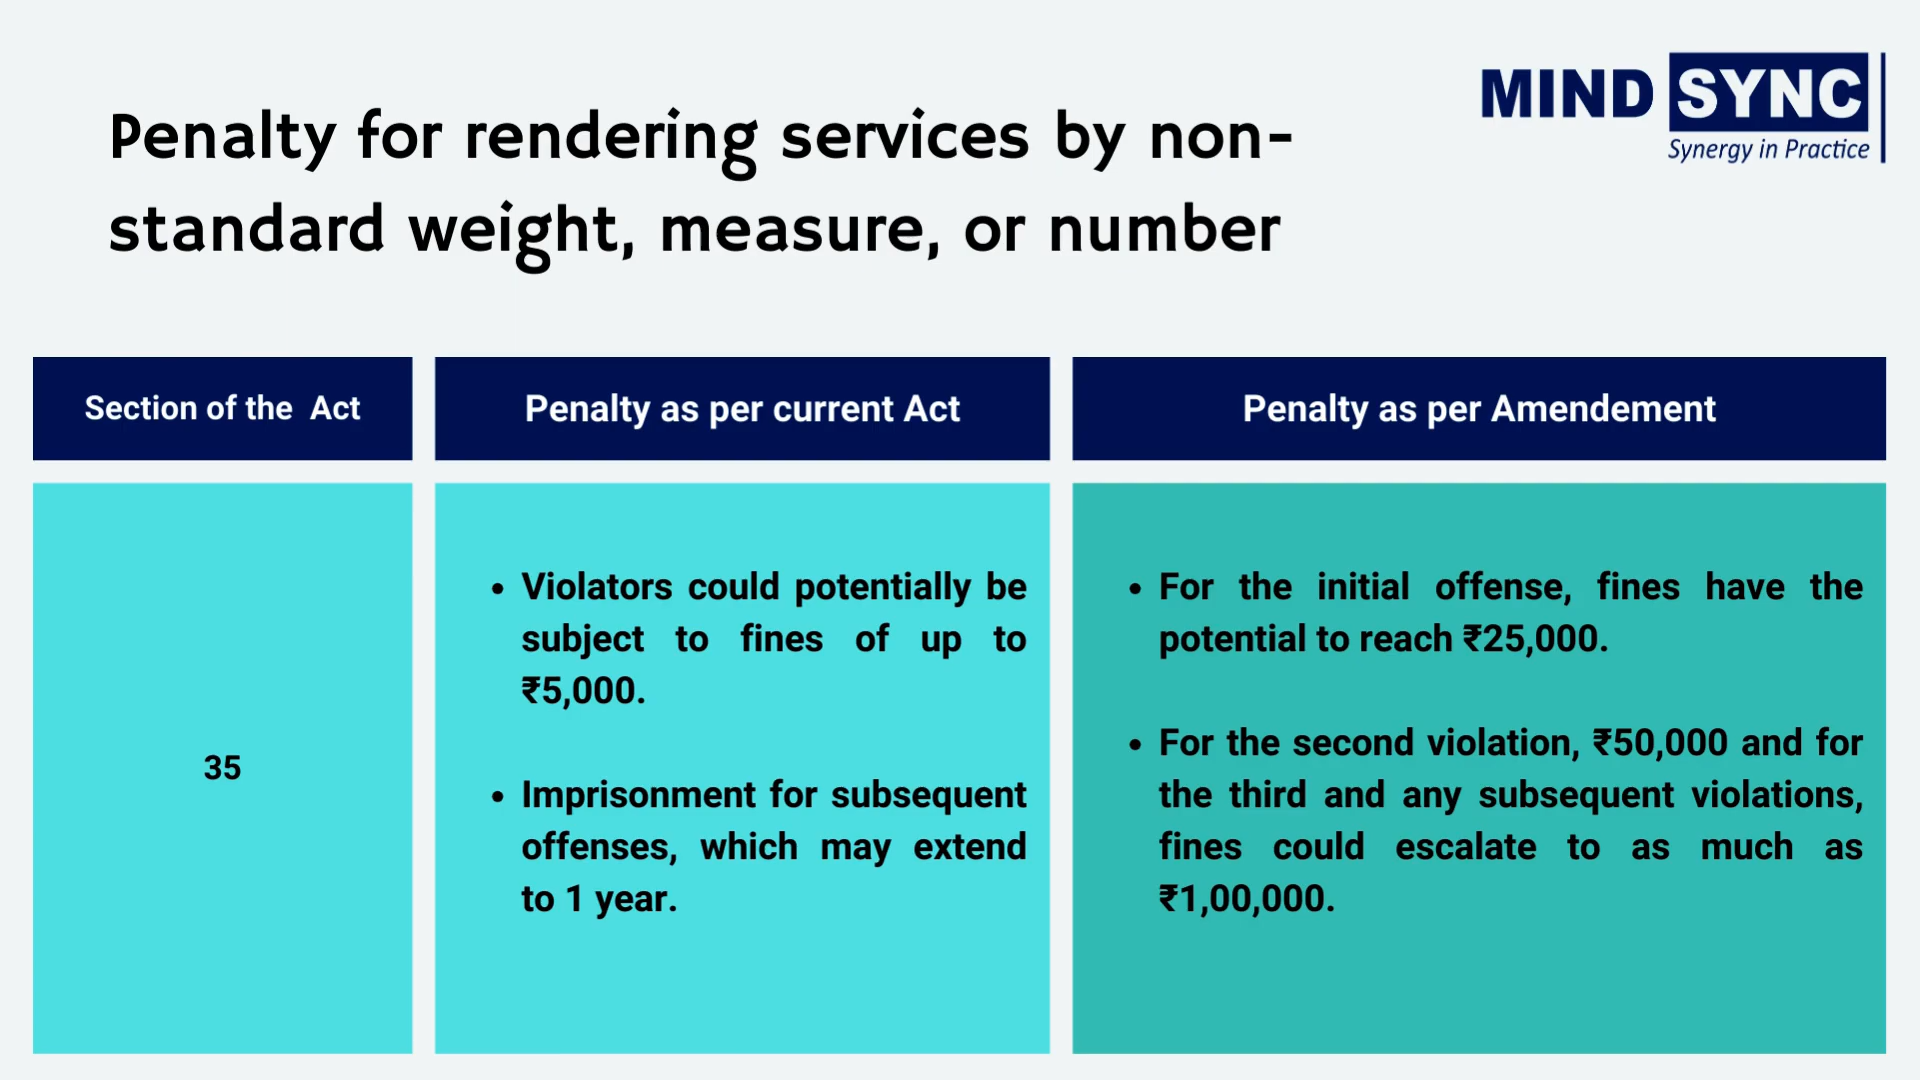 MIND SYNC
Synergy in Practice
Penalty for rendering services by non-
standard weight, measure, or number
Section of the Act
Penalty as per current Act
Penalty as per Amendement
35
• Violators could potentially be
subject to fines of up to
₹5,000.
• Imprisonment for subsequent
offenses, which may extend
to 1 year.
• For the initial offense, fines have the
potential to reach ₹25,000.
• For the second violation, ₹50,000 and for
the third and any subsequent violations,
fines could escalate to as much as
₹1,00,000.